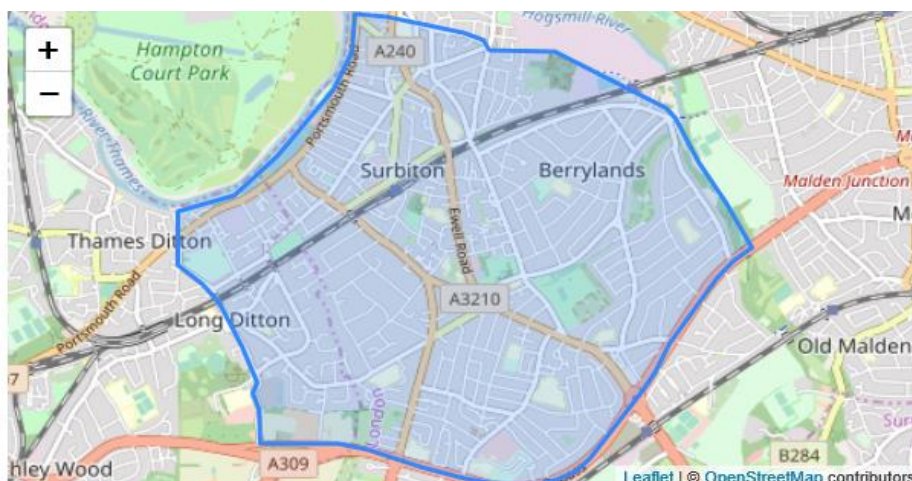 +
−
Hampton
Court Park
A240
Hogsmill-River
Portsmouth Road
River-Thames
Surbiton
Berrylands
Malden Junction
Ewell Road
Thames Ditton
Portsmouth Road
A3210
Long Ditton
Old Malden
London
A309
B284
hley Wood
Leaflet | © OpenStreetMap contributors